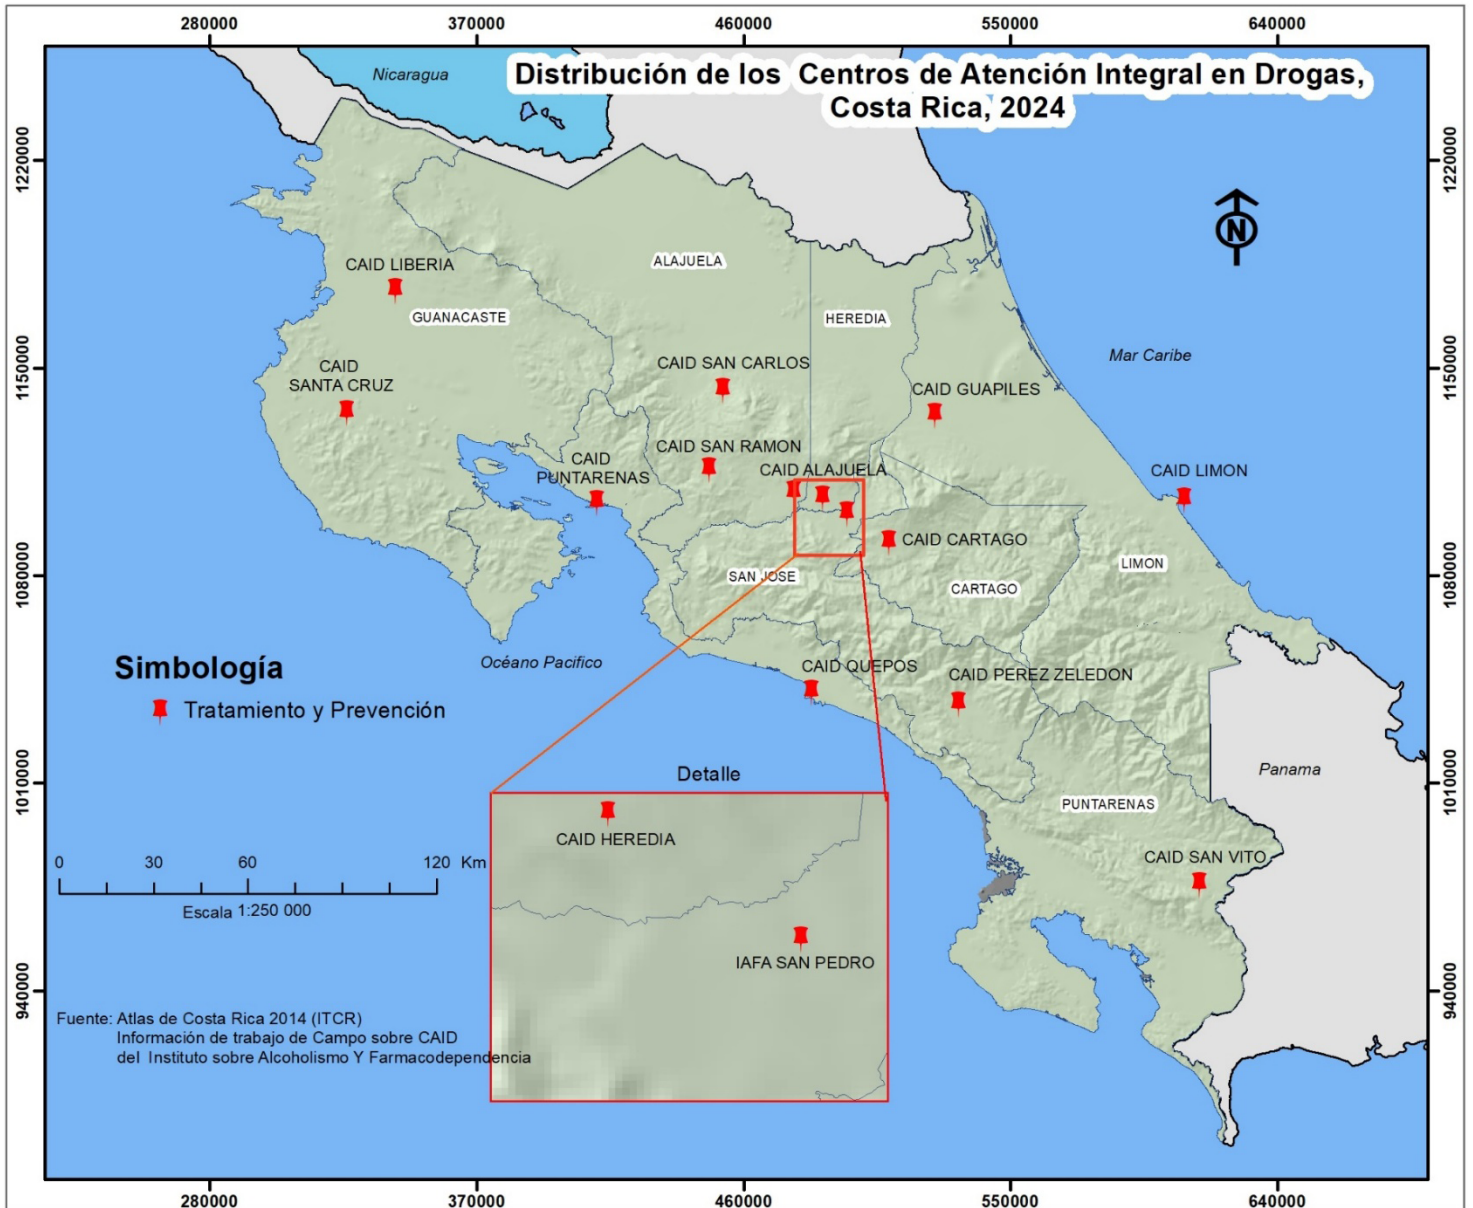 280000 370000 460000 550000 640000
Nicaragua
Distribución de los Centros de Atención Integral en Drogas,
Costa Rica, 2024
1220000
1220000
N
CAID LIBERIA
ALAJUELA
GUANACASTE
HEREDIA
Mar Caribe
1150000
1150000
CAID
SANTA CRUZ
CAID SAN CARLOS
CAID GUAPILES
CAID SAN RAMON
CAID
PUNTARENAS
CAID ALAJUELA
CAID LIMON
CAID CARTAGO
LIMON
1080000
1080000
SAN JOSE
CARTAGO
Océano Pacifico
Simbología
Tratamiento y Prevención
CAID QUEPOS
CAID PEREZ ZELEDON
Detalle
Panama
1010000
1010000
PUNTARENAS
CAID HEREDIA
CAID SAN VITO
0 30 60 120 Km
Escala 1:250 000
IAFA SAN PEDRO
940000
940000
Fuente: Atlas de Costa Rica 2014 (ITCR)
Información de trabajo de Campo sobre CAID
del Instituto sobre Alcoholismo Y Farmacodependencia
280000 370000 460000 550000 640000